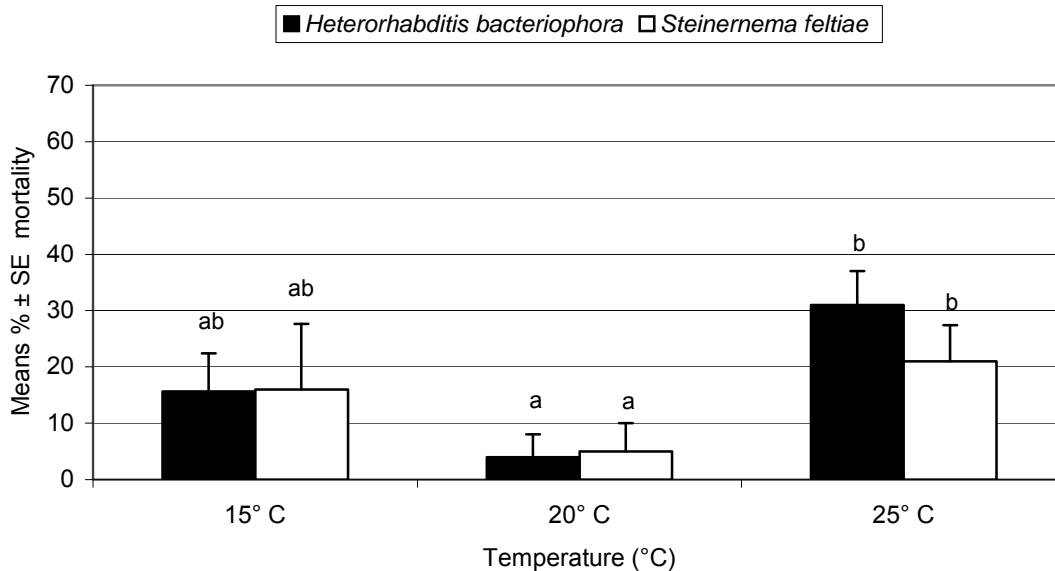 Heterorhabditis bacteriophora Steinernema feltiae
Means % ± SE mortality
70
60
50
40
30
20
10
0
ab
ab
a
a
b
b
15° C 20° C 25° C
Temperature (°C)